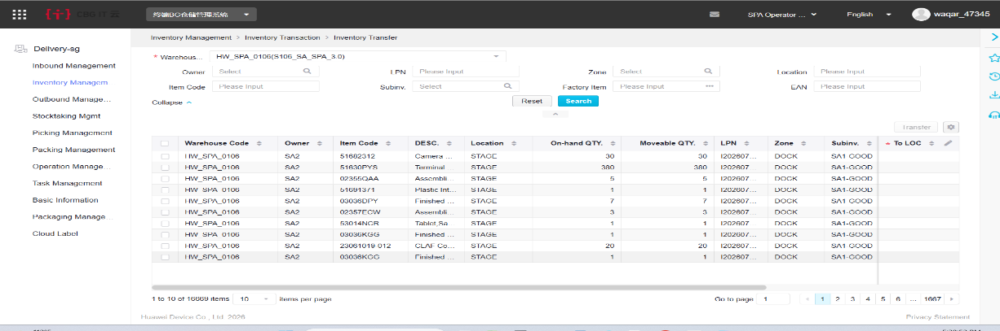 CBG IT 云 终端BG仓储管理系统 SPA Operator ... English waqar_47345
Inventory Management > Inventory Transaction > Inventory Transfer
Delivery-sg
Inbound Management
Inventory Managem
Outbound Manage...
Stocktaking Mgmt
Picking Management
Packing Management
Operation Manage...
Task Management
Basic Information
Packaging Manage...
Cloud Label
* Warehous... HW_SPA_0106(S106_SA_SPA_3.0)
Owner Select LPN Please Input Zone Select Location Please Input
Item Code Please Input Subinv. Select Factory Item Please Input EAN Please Input
Collapse Reset Search
Transfer
Warehouse Code Owner Item Code DESC. Location On-hand QTY. Moveable QTY. LPN Zone Subinv. To LOC
HW_SPA_0106 SA2 51682312 Camera ... STAGE 30 30 I202607... DOCK SA1-GOOD
HW_SPA_0106 SA2 51630PYS Terminal ... STAGE 380 380 I202607... DOCK SA1-GOOD
HW_SPA_0106 SA2 02355QAA Assembli... STAGE 5 5 I202607... DOCK SA1-GOOD
HW_SPA_0106 SA2 51691371 Plastic Int... STAGE 1 1 I202607... DOCK SA1-GOOD
HW_SPA_0106 SA2 03036DPY Finished ... STAGE 7 7 I202607... DOCK SA1-GOOD
HW_SPA_0106 SA2 02357ECW Assembli... STAGE 3 3 I202607... DOCK SA1-GOOD
HW_SPA_0106 SA2 53014NCR Tablet,Sa... STAGE 1 1 I202607... DOCK SA1-GOOD
HW_SPA_0106 SA2 03036KGG Finished ... STAGE 1 1 I202607... DOCK SA1-GOOD
HW_SPA_0106 SA2 23061019 012 CLAF Co... STAGE 20 20 I202607... DOCK SA1-GOOD
HW_SPA_0106 SA2 03036KGG Finished ... STAGE 1 1 I202607... DOCK SA1-GOOD
1 to 10 of 16669 items 10 items per page Go to page 1 1 2 3 4 5 6 ... 1667
Huawei Device Co., Ltd. 2026 Privacy Statement